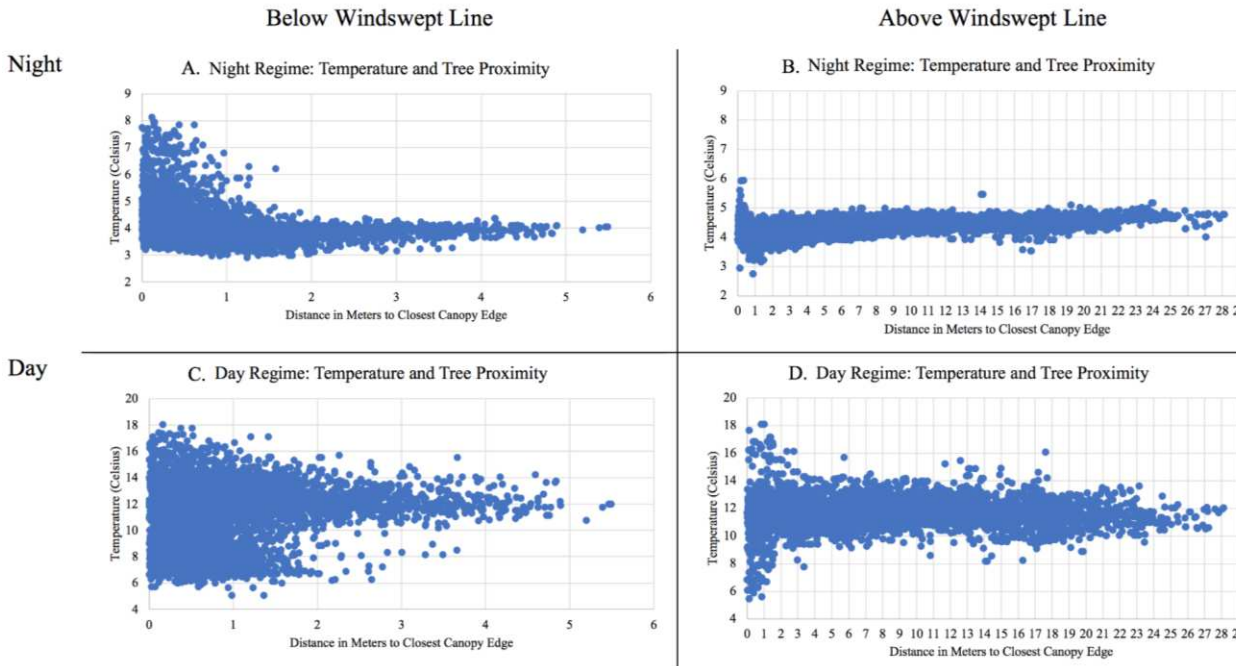 Below Windswept Line
Above Windswept Line
Night
A. Night Regime: Temperature and Tree Proximity
Temperature (Celsius)
9
8
7
6
5
4
3
2
0 1 2 3 4 5 6
Distance in Meters to Closest Canopy Edge
B. Night Regime: Temperature and Tree Proximity
Temperature (Celsius)
9
8
7
6
5
4
3
2
0 1 2 3 4 5 6 7 8 9 10 11 12 13 14 15 16 17 18 19 20 21 22 23 24 25 26 27 28
Distance in Meters to Closest Canopy Edge
Day
C. Day Regime: Temperature and Tree Proximity
Temperature (Celsius)
20
18
16
14
12
10
8
6
4
0 1 2 3 4 5 6
Distance in Meters to Closest Canopy Edge
D. Day Regime: Temperature and Tree Proximity
Temperature (Celsius)
20
18
16
14
12
10
8
6
4
0 1 2 3 4 5 6 7 8 9 10 11 12 13 14 15 16 17 18 19 20 21 22 23 24 25 26 27 28
Distance in Meters to Closest Canopy Edge